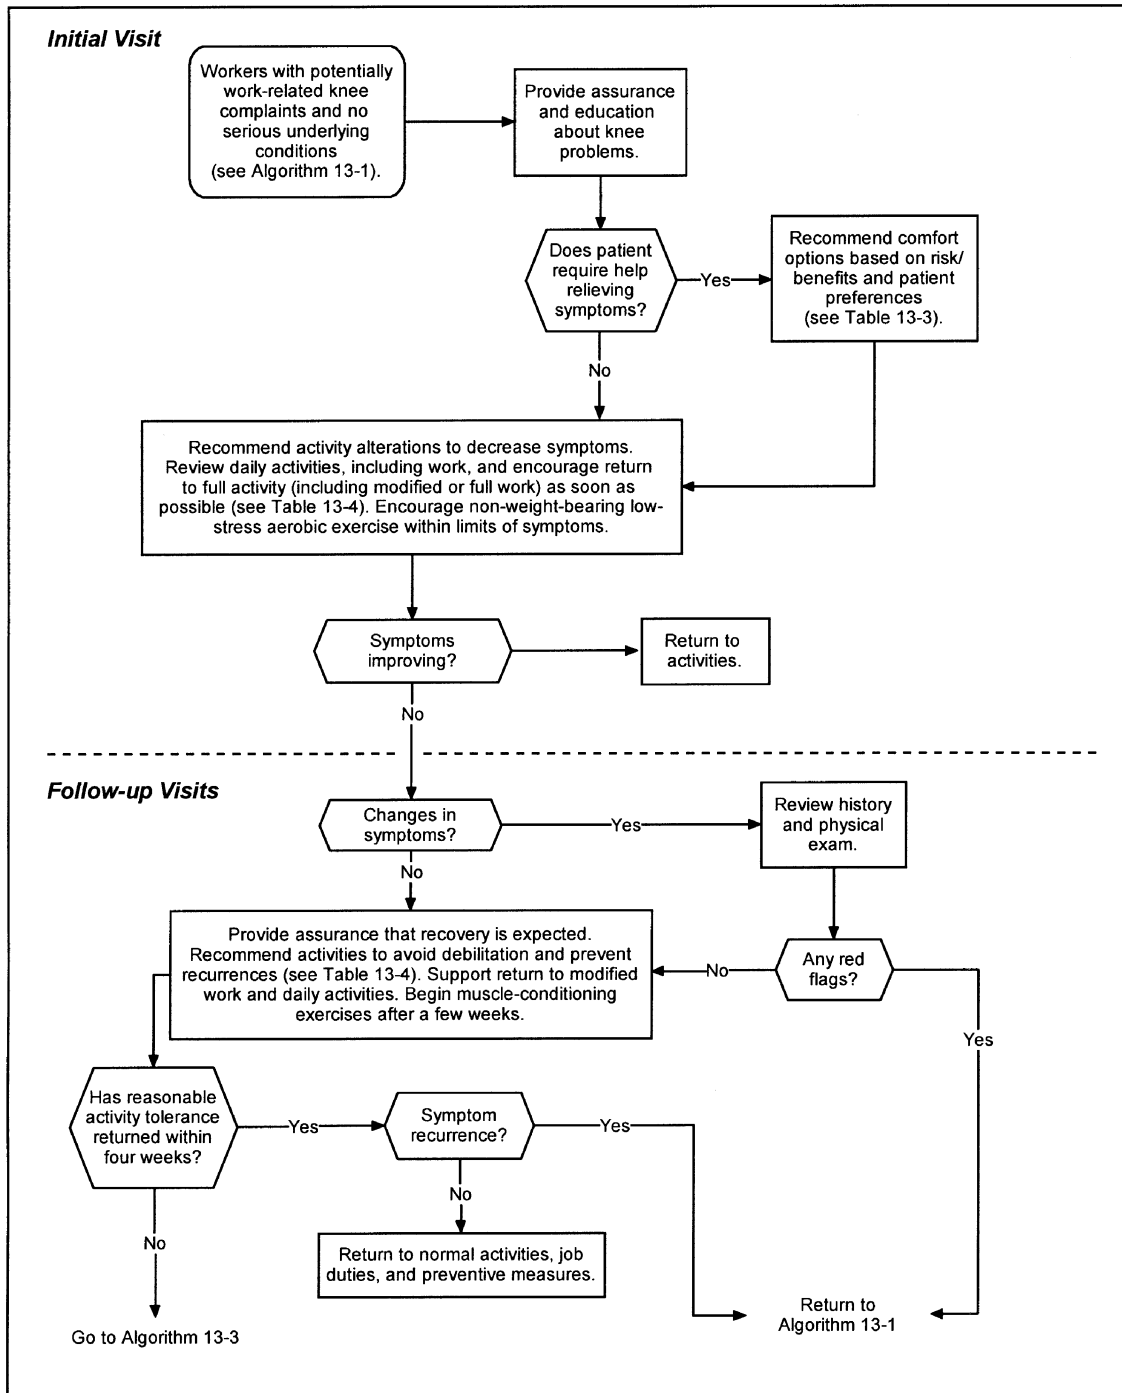 Initial Visit
Workers with potentially
work-related knee
complaints and no
serious underlying
conditions
(see Algorithm 13-1).
Provide assurance
and education
about knee
problems.
Does patient
require help
relieving
symptoms?
Yes
Recommend comfort
options based on risk/
benefits and patient
preferences
(see Table 13-3).
No
Recommend activity alterations to decrease symptoms.
Review daily activities, including work, and encourage return
to full activity (including modified or full work) as soon as
possible (see Table 13-4). Encourage non-weight-bearing low-
stress aerobic exercise within limits of symptoms.
Symptoms
improving?
Return to
activities.
No
Follow-up Visits
Changes in
symptoms?
Yes
Review history
and physical
exam.
No
Provide assurance that recovery is expected.
Recommend activities to avoid debilitation and prevent
recurrences (see Table 13-4). Support return to modified
work and daily activities. Begin muscle-conditioning
exercises after a few weeks.
No
Any red
flags?
Yes
Has reasonable
activity tolerance
returned within
four weeks?
Yes
Symptom
recurrence?
Yes
No
No
Return to normal activities, job
duties, and preventive measures.
Go to Algorithm 13-3
Return to
Algorithm 13-1